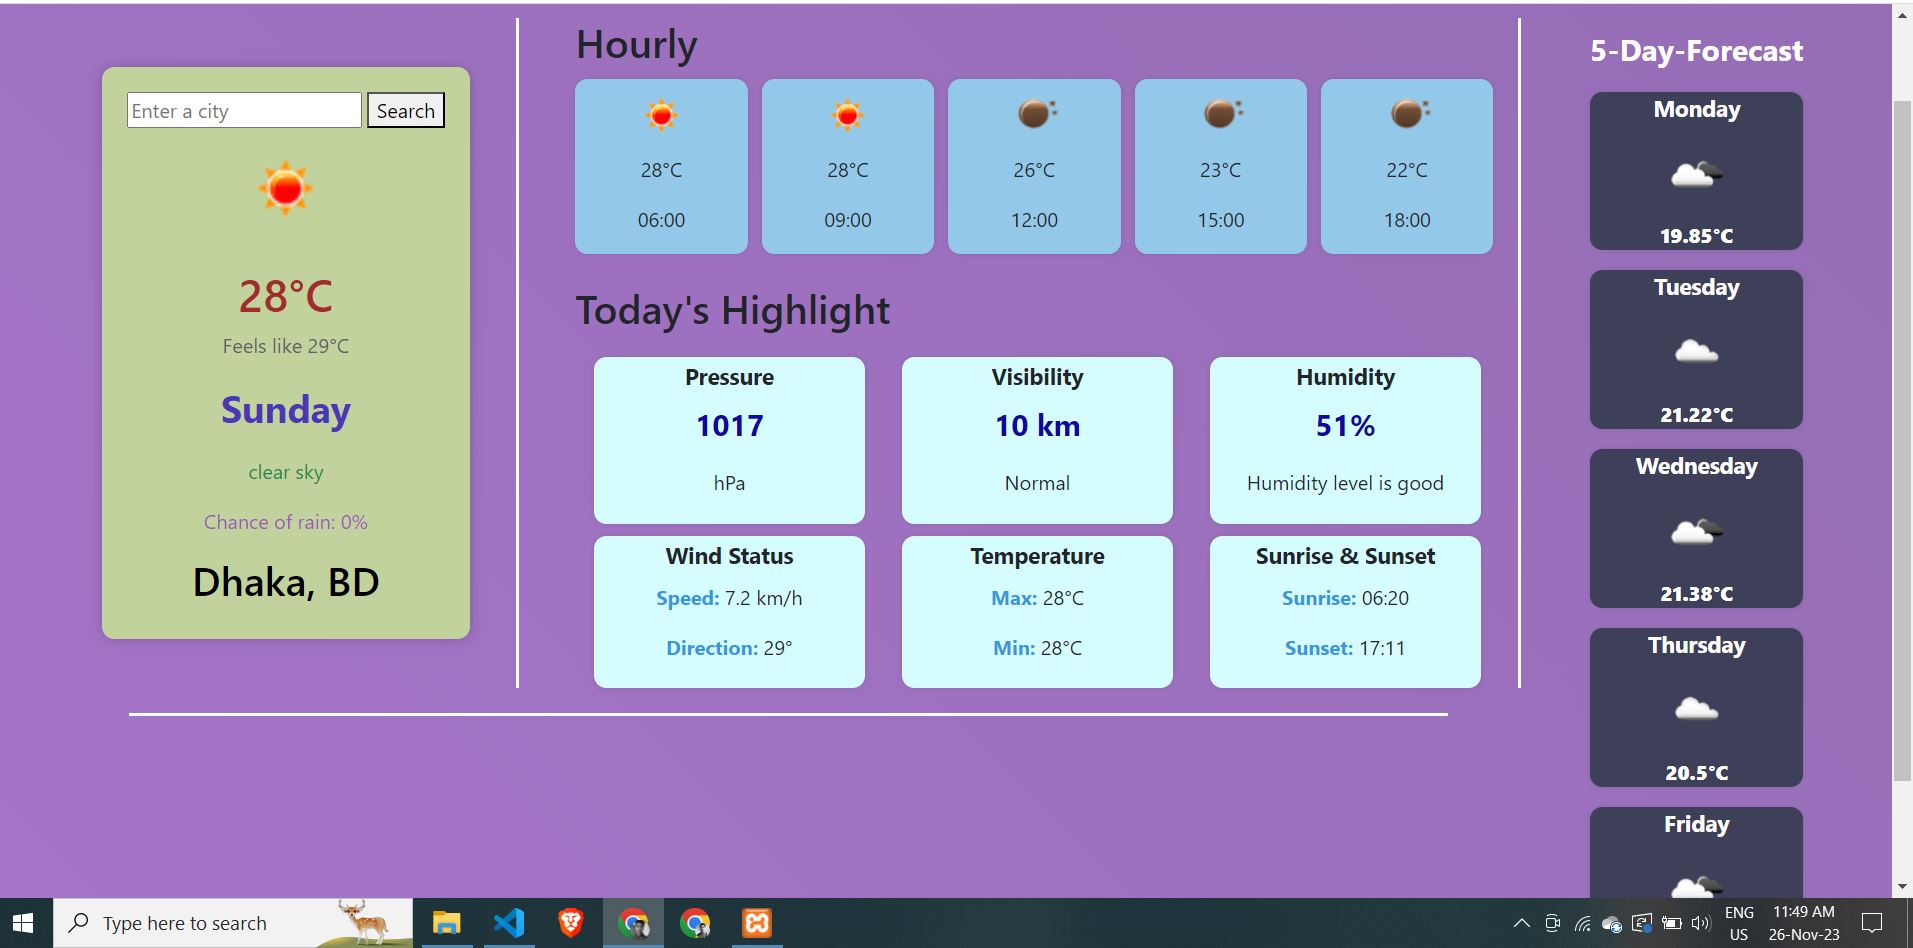 Enter a city
Search
28°C
Feels like 29°C
Sunday
clear sky
Chance of rain: 0%
Dhaka, BD
Hourly
28°C
06:00
28°C
09:00
26°C
12:00
23°C
15:00
22°C
18:00
Today's Highlight
Pressure
1017
hPa
Visibility
10 km
Normal
Humidity
51%
Humidity level is good
Wind Status
Speed: 7.2 km/h
Direction: 29°
Temperature
Max: 28°C
Min: 28°C
Sunrise & Sunset
Sunrise: 06:20
Sunset: 17:11
5-Day-Forecast
Monday
19.85°C
Tuesday
21.22°C
Wednesday
21.38°C
Thursday
20.5°C
Friday
Type here to search
ENG
US
11:49 AM
26-Nov-23